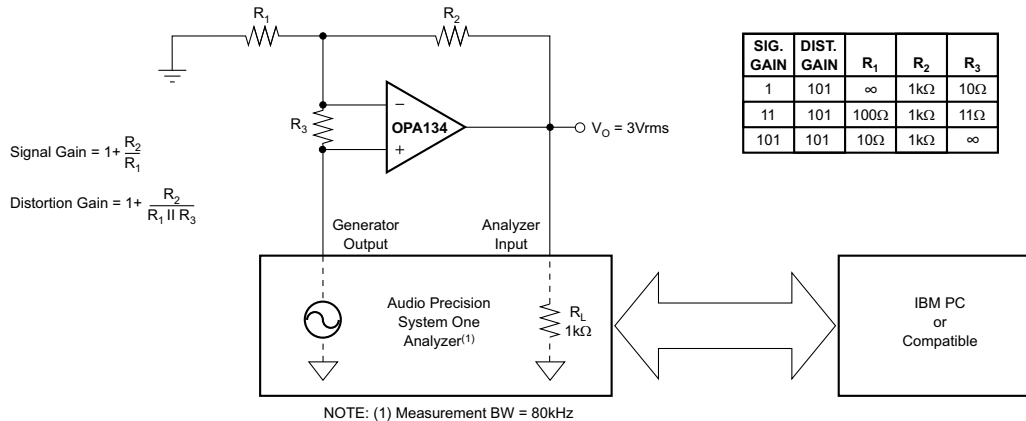 R1
R2
SIG. GAIN DIST. GAIN R1 R2 R3
1 101 ∞ 1kΩ 10Ω
11 101 100Ω 1kΩ 11Ω
101 101 10Ω 1kΩ ∞
R3
−
+
OPA134
VO = 3Vrms
Signal Gain = 1+ R2/R1
Distortion Gain = 1+ R2/(R1 II R3)
Generator
Output
Analyzer
Input
Audio Precision
System One
Analyzer(1)
RL
1kΩ
IBM PC
or
Compatible
NOTE: (1) Measurement BW = 80kHz